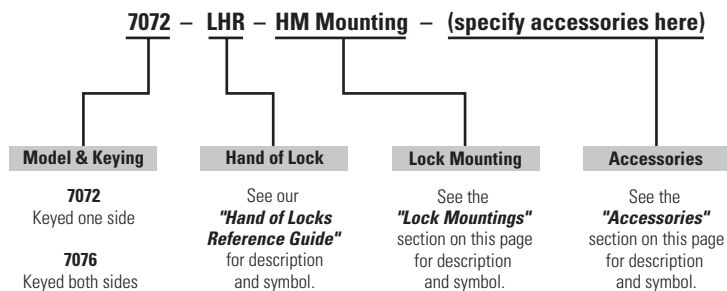 7072 – LHR – HM Mounting – (specify accessories here)
Model & Keying
7072
Keyed one side
7076
Keyed both sides
Hand of Lock
See our
"Hand of Locks
Reference Guide"
for description
and symbol.
Lock Mounting
See the
"Lock Mountings"
section on this page
for description
and symbol.
Accessories
See the
"Accessories"
section on this page
for description
and symbol.